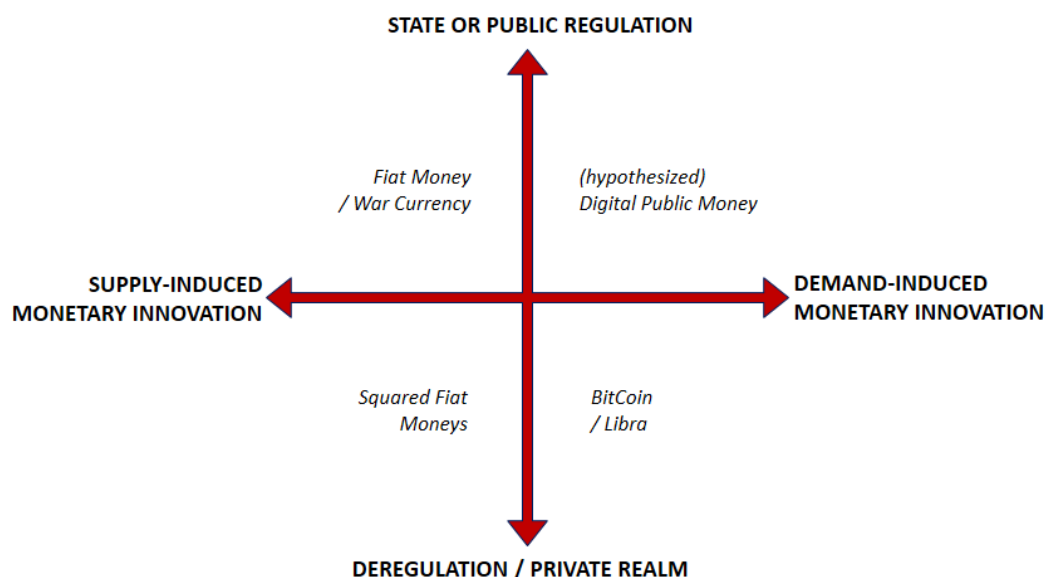 STATE OR PUBLIC REGULATION
Fiat Money
/ War Currency
(hypothesized)
Digital Public Money
SUPPLY-INDUCED
MONETARY INNOVATION
DEMAND-INDUCED
MONETARY INNOVATION
Squared Fiat
Moneys
BitCoin
/ Libra
DEREGULATION / PRIVATE REALM